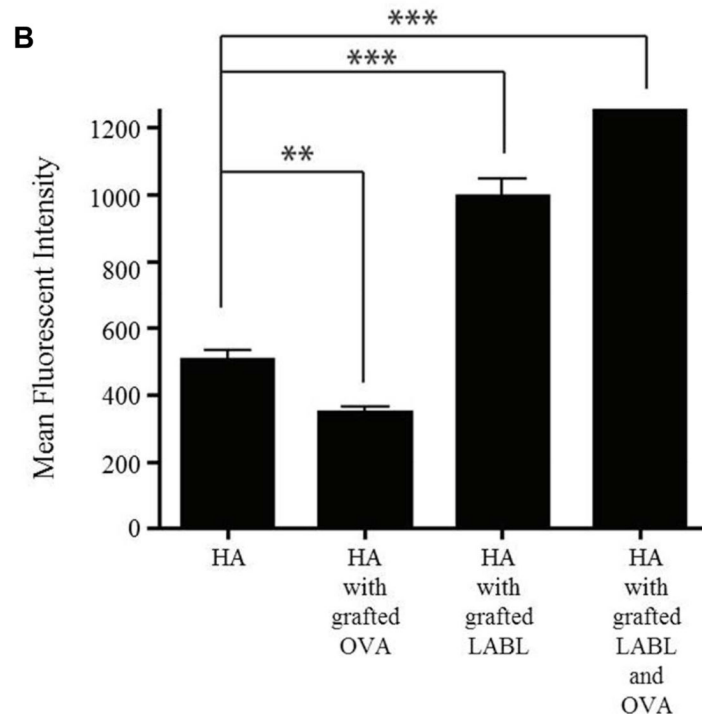 B
***
***
**
Mean Fluorescent Intensity
1200
1000
800
600
400
200
0
HA
HA
with
grafted
OVA
HA
with
grafted
LABL
HA
with
grafted
LABL
and
OVA